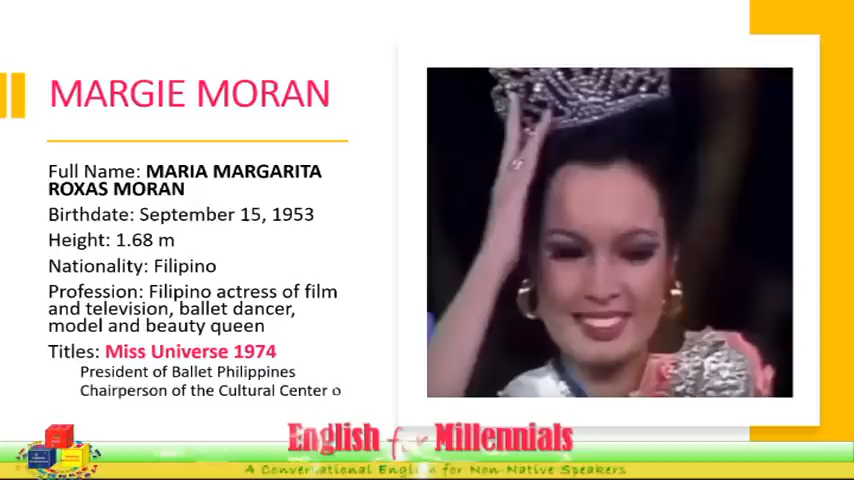 MARGIE MORAN
Full Name: MARIA MARGARITA
ROXAS MORAN
Birthdate: September 15, 1953
Height: 1.68 m
Nationality: Filipino
Profession: Filipino actress of film
and television, ballet dancer,
model and beauty queen
Titles: Miss Universe 1974
President of Ballet Philippines
Chairperson of the Cultural Center o
English for Millennials
A Conversational English for Non-Native Speakers